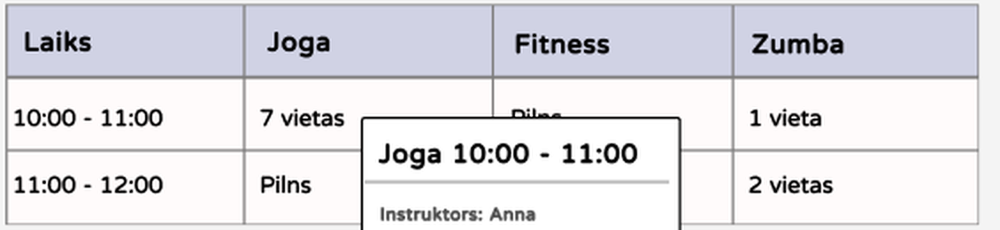 Laiks Joga Fitness Zumba
10:00 - 11:00 7 vietas Pilns 1 vieta
Joga 10:00 - 11:00
11:00 - 12:00 Pilns 2 vietas
Instruktors: Anna